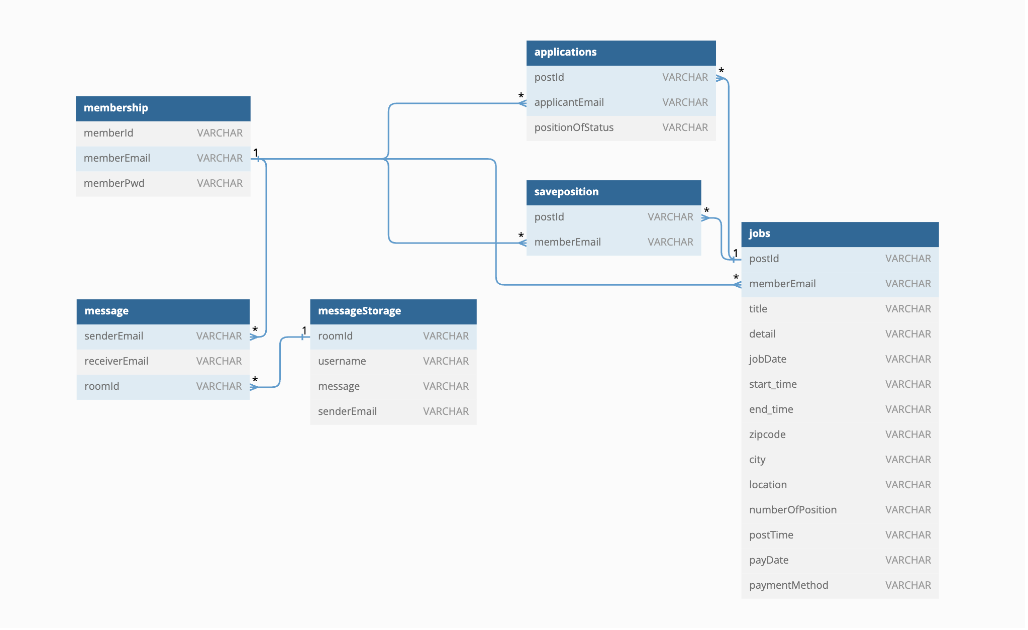 applications
postId VARCHAR
applicantEmail VARCHAR
positionOfStatus VARCHAR
*
*
membership
memberId VARCHAR
memberEmail VARCHAR
memberPwd VARCHAR
1
saveposition
postId VARCHAR
memberEmail VARCHAR
*
*
jobs
postId VARCHAR
memberEmail VARCHAR
title VARCHAR
detail VARCHAR
jobDate VARCHAR
start_time VARCHAR
end_time VARCHAR
zipcode VARCHAR
city VARCHAR
location VARCHAR
numberOfPosition VARCHAR
postTime VARCHAR
payDate VARCHAR
paymentMethod VARCHAR
1
*
message
senderEmail VARCHAR
receiverEmail VARCHAR
roomId VARCHAR
*
*
messageStorage
roomId VARCHAR
username VARCHAR
message VARCHAR
senderEmail VARCHAR
1